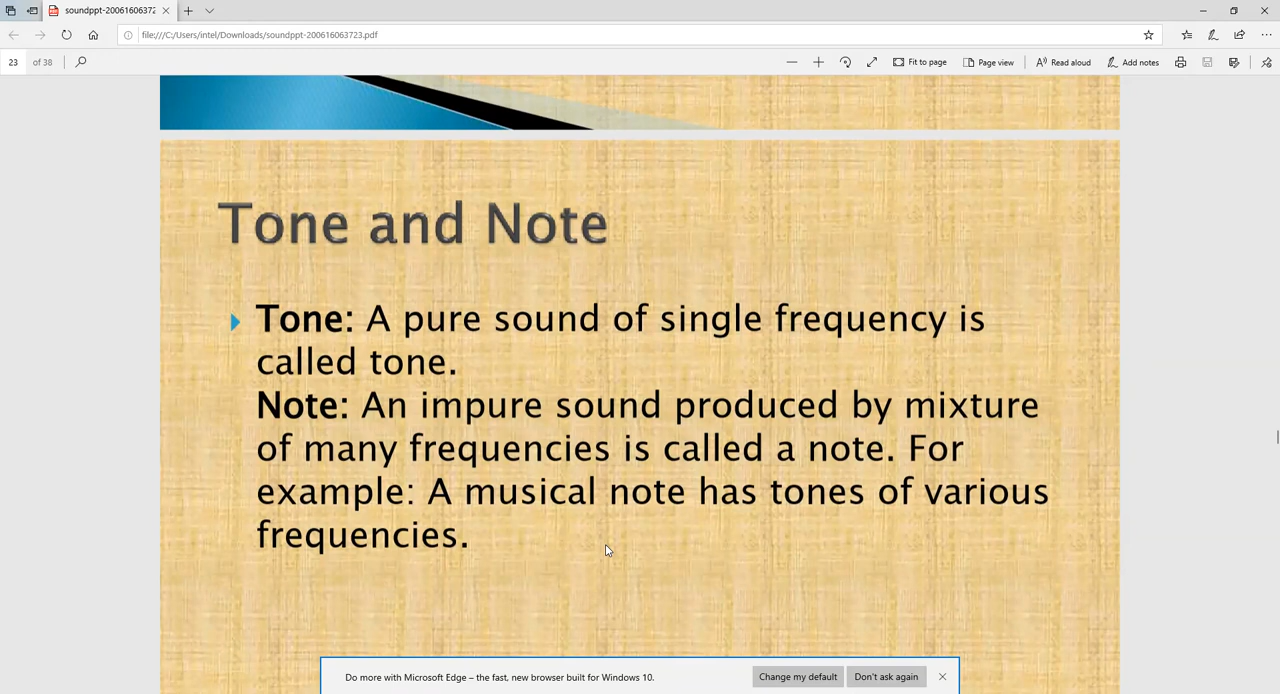 soundppt-20061606372
file:///C:/Users/intel/Downloads/soundppt-200616063723.pdf
23 of 38
Fit to page
Page view
Read aloud
Add notes
Tone and Note
Tone: A pure sound of single frequency is
called tone.
Note: An impure sound produced by mixture
of many frequencies is called a note. For
example: A musical note has tones of various
frequencies.
Do more with Microsoft Edge – the fast, new browser built for Windows 10.
Change my default
Don't ask again